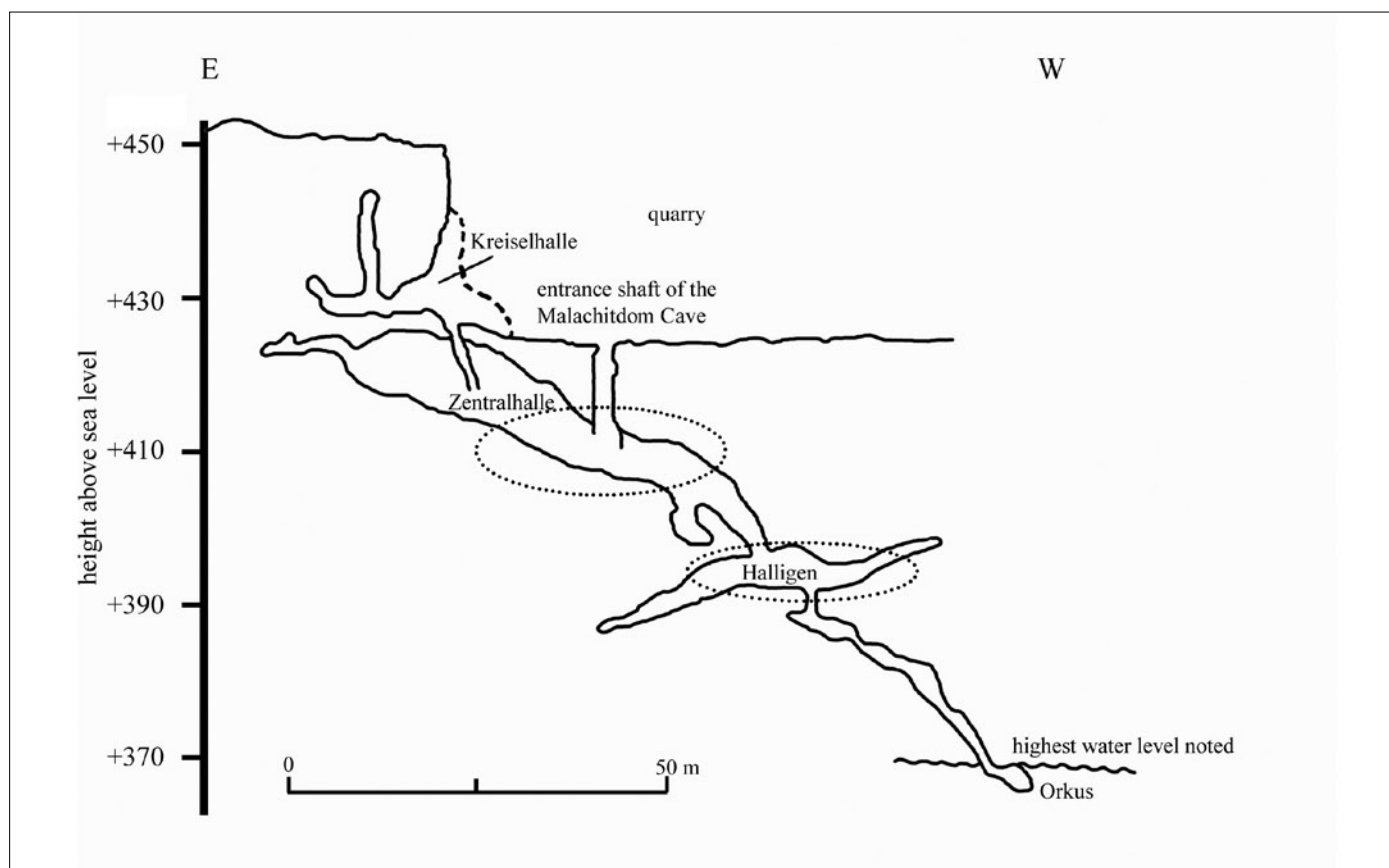 E
W
+450
quarry
Kreiselhalle
+430
entrance shaft of the
Malachitdom Cave
height above sea level
Zentralhalle
+410
Halligen
+390
highest water level noted
+370
0
50 m
Orkus